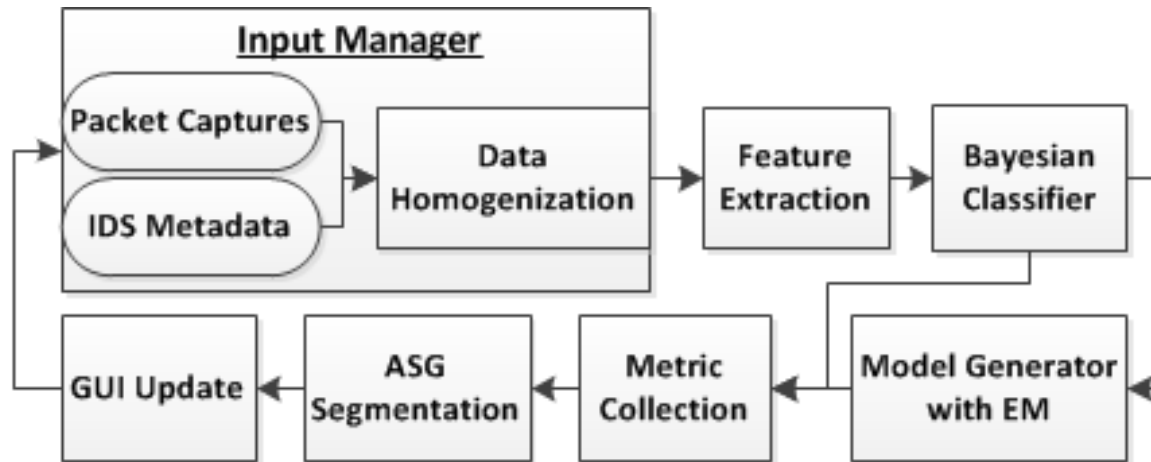 Input Manager
Packet Captures
IDS Metadata
Data
Homogenization
Feature
Extraction
Bayesian
Classifier
GUI Update
ASG
Segmentation
Metric
Collection
Model Generator
with EM